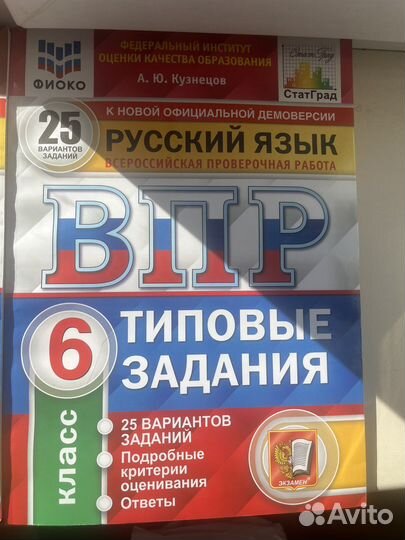 ФИОКО
ФЕДЕРАЛЬНЫЙ ИНСТИТУТ
ОЦЕНКИ КАЧЕСТВА ОБРАЗОВАНИЯ
А. Ю. Кузнецов
СтатГрад
25
ВАРИАНТОВ
ЗАДАНИЙ
К НОВОЙ ОФИЦИАЛЬНОЙ ДЕМОВЕРСИИ
РУССКИЙ ЯЗЫК
ВСЕРОССИЙСКАЯ ПРОВЕРОЧНАЯ РАБОТА
ВПР
6
КЛАСС
ТИПОВЫЕ
ЗАДАНИЯ
25 ВАРИАНТОВ
ЗАДАНИЙ
Подробные
критерии
оценивания
Ответы
ЭКЗАМЕН
Avito